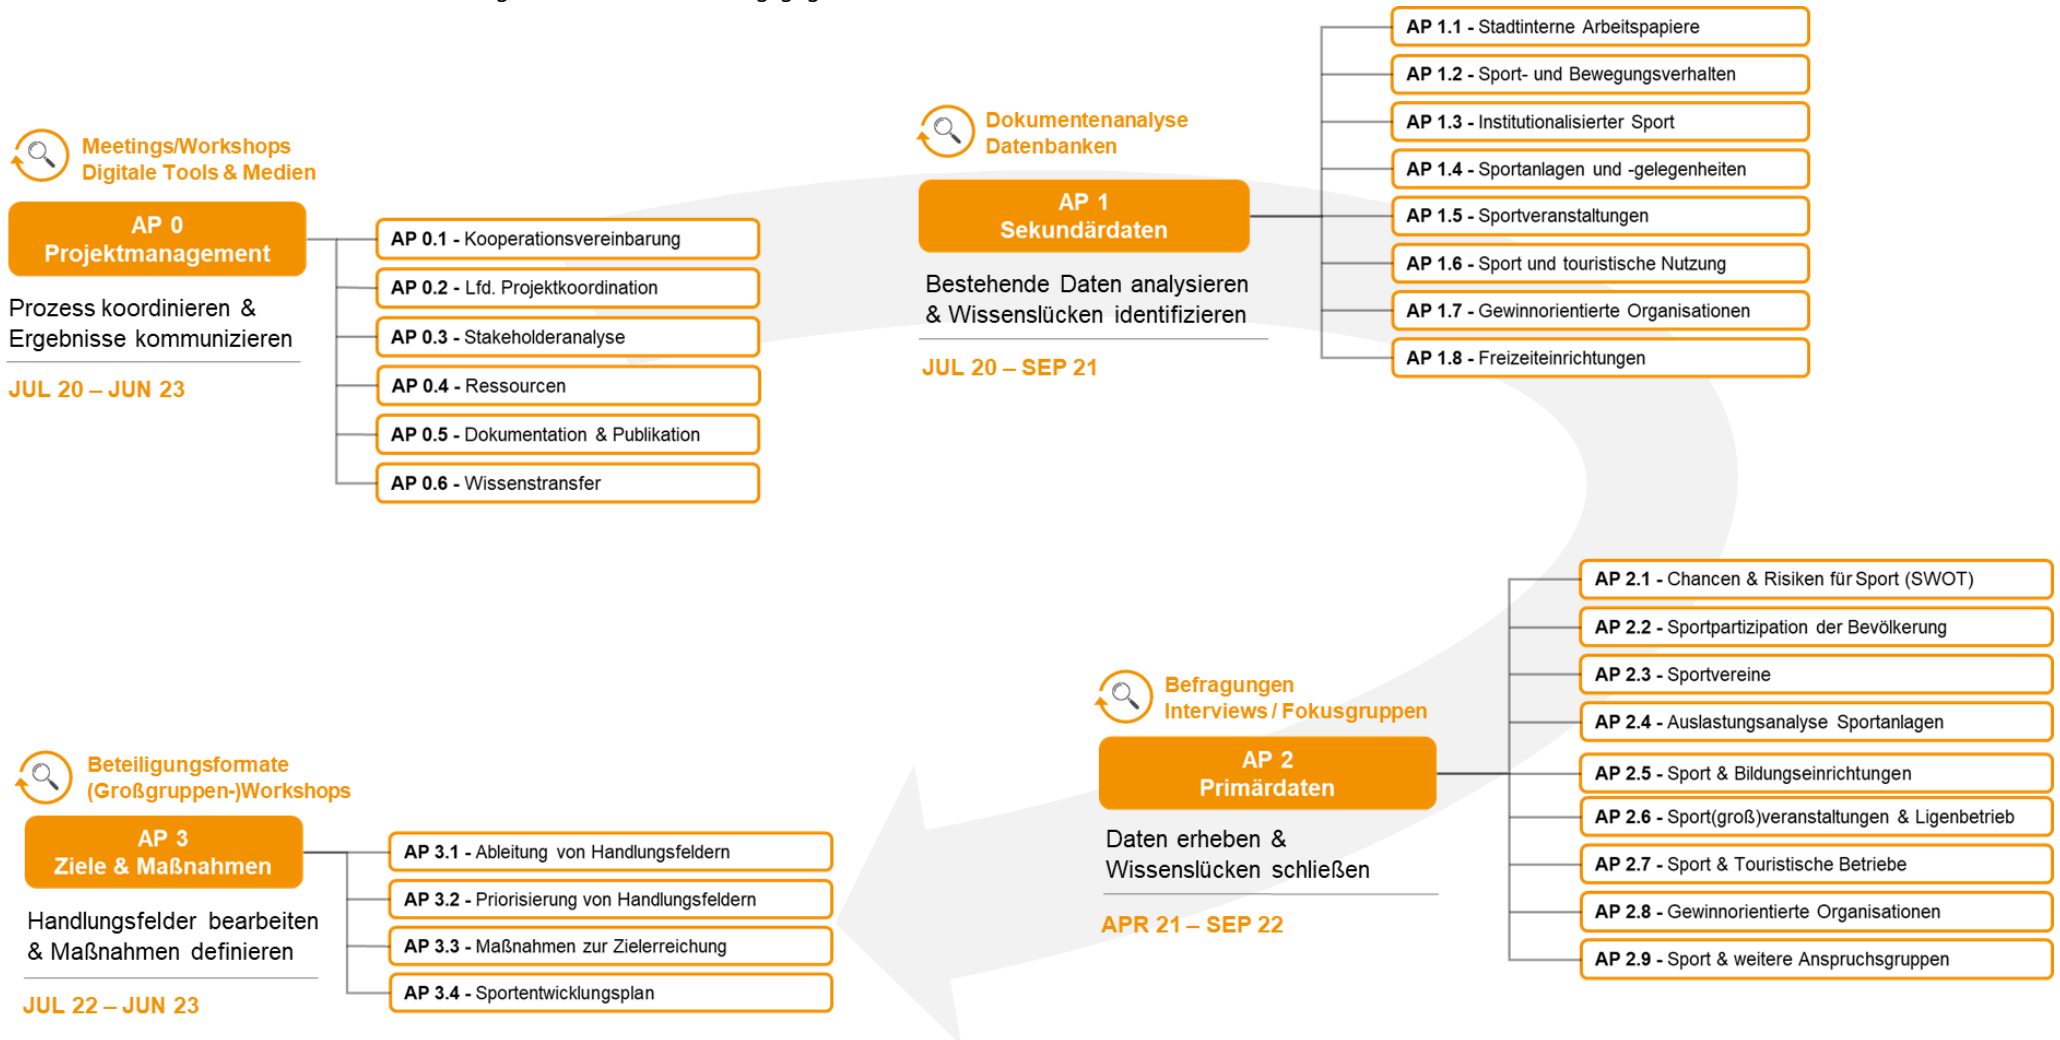 Meetings/Workshops
Digitale Tools & Medien
AP 0
Projektmanagement
Prozess koordinieren &
Ergebnisse kommunizieren
JUL 20 – JUN 23
AP 0.1 - Kooperationsvereinbarung
AP 0.2 - Lfd. Projektkoordination
AP 0.3 - Stakeholderanalyse
AP 0.4 - Ressourcen
AP 0.5 - Dokumentation & Publikation
AP 0.6 - Wissenstransfer
Dokumentenanalyse
Datenbanken
AP 1
Sekundärdaten
Bestehende Daten analysieren
& Wissenslücken identifizieren
JUL 20 – SEP 21
AP 1.1 - Stadtinterne Arbeitspapiere
AP 1.2 - Sport- und Bewegungsverhalten
AP 1.3 - Institutionalisierter Sport
AP 1.4 - Sportanlagen und -gelegenheiten
AP 1.5 - Sportveranstaltungen
AP 1.6 - Sport und touristische Nutzung
AP 1.7 - Gewinnorientierte Organisationen
AP 1.8 - Freizeiteinrichtungen
Befragungen
Interviews / Fokusgruppen
AP 2
Primärdaten
Daten erheben &
Wissenslücken schließen
APR 21 – SEP 22
AP 2.1 - Chancen & Risiken für Sport (SWOT)
AP 2.2 - Sportpartizipation der Bevölkerung
AP 2.3 - Sportvereine
AP 2.4 - Auslastungsanalyse Sportanlagen
AP 2.5 - Sport & Bildungseinrichtungen
AP 2.6 - Sport(groß)veranstaltungen & Ligenbetrieb
AP 2.7 - Sport & Touristische Betriebe
AP 2.8 - Gewinnorientierte Organisationen
AP 2.9 - Sport & weitere Anspruchsgruppen
Beteiligungsformate
(Großgruppen-)Workshops
AP 3
Ziele & Maßnahmen
Handlungsfelder bearbeiten
& Maßnahmen definieren
JUL 22 – JUN 23
AP 3.1 - Ableitung von Handlungsfeldern
AP 3.2 - Priorisierung von Handlungsfeldern
AP 3.3 - Maßnahmen zur Zielerreichung
AP 3.4 - Sportentwicklungsplan